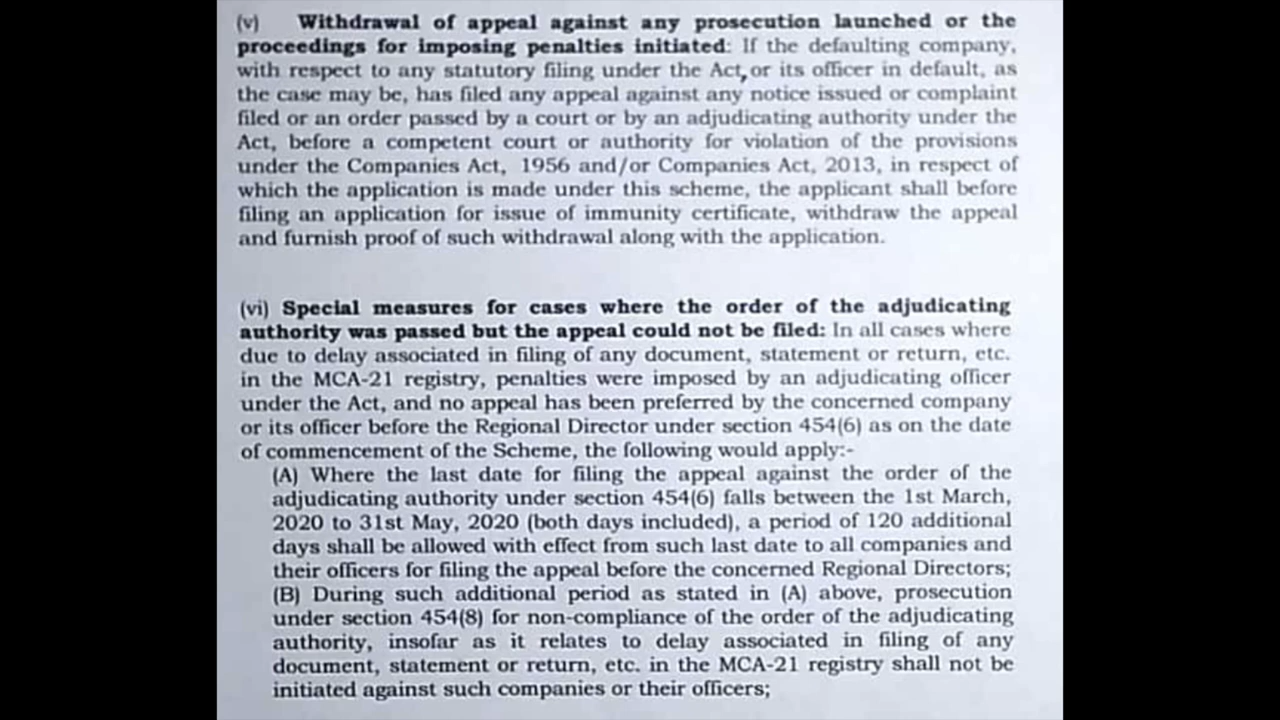 (v) Withdrawal of appeal against any prosecution launched or the
proceedings for imposing penalties initiated: If the defaulting company,
with respect to any statutory filing under the Act, or its officer in default, as
the case may be, has filed any appeal against any notice issued or complaint
filed or an order passed by a court or by an adjudicating authority under the
Act, before a competent court or authority for violation of the provisions
under the Companies Act, 1956 and/or Companies Act, 2013, in respect of
which the application is made under this scheme, the applicant shall before
filing an application for issue of immunity certificate, withdraw the appeal
and furnish proof of such withdrawal along with the application.
(vi) Special measures for cases where the order of the adjudicating
authority was passed but the appeal could not be filed: In all cases where
due to delay associated in filing of any document, statement or return, etc.
in the MCA-21 registry, penalties were imposed by an adjudicating officer
under the Act, and no appeal has been preferred by the concerned company
or its officer before the Regional Director under section 454(6) as on the date
of commencement of the Scheme, the following would apply:-
(A) Where the last date for filing the appeal against the order of the
adjudicating authority under section 454(6) falls between the 1st March,
2020 to 31st May, 2020 (both days included), a period of 120 additional
days shall be allowed with effect from such last date to all companies and
their officers for filing the appeal before the concerned Regional Directors;
(B) During such additional period as stated in (A) above, prosecution
under section 454(8) for non-compliance of the order of the adjudicating
authority, insofar as it relates to delay associated in filing of any
document, statement or return, etc. in the MCA-21 registry shall not be
initiated against such companies or their officers;